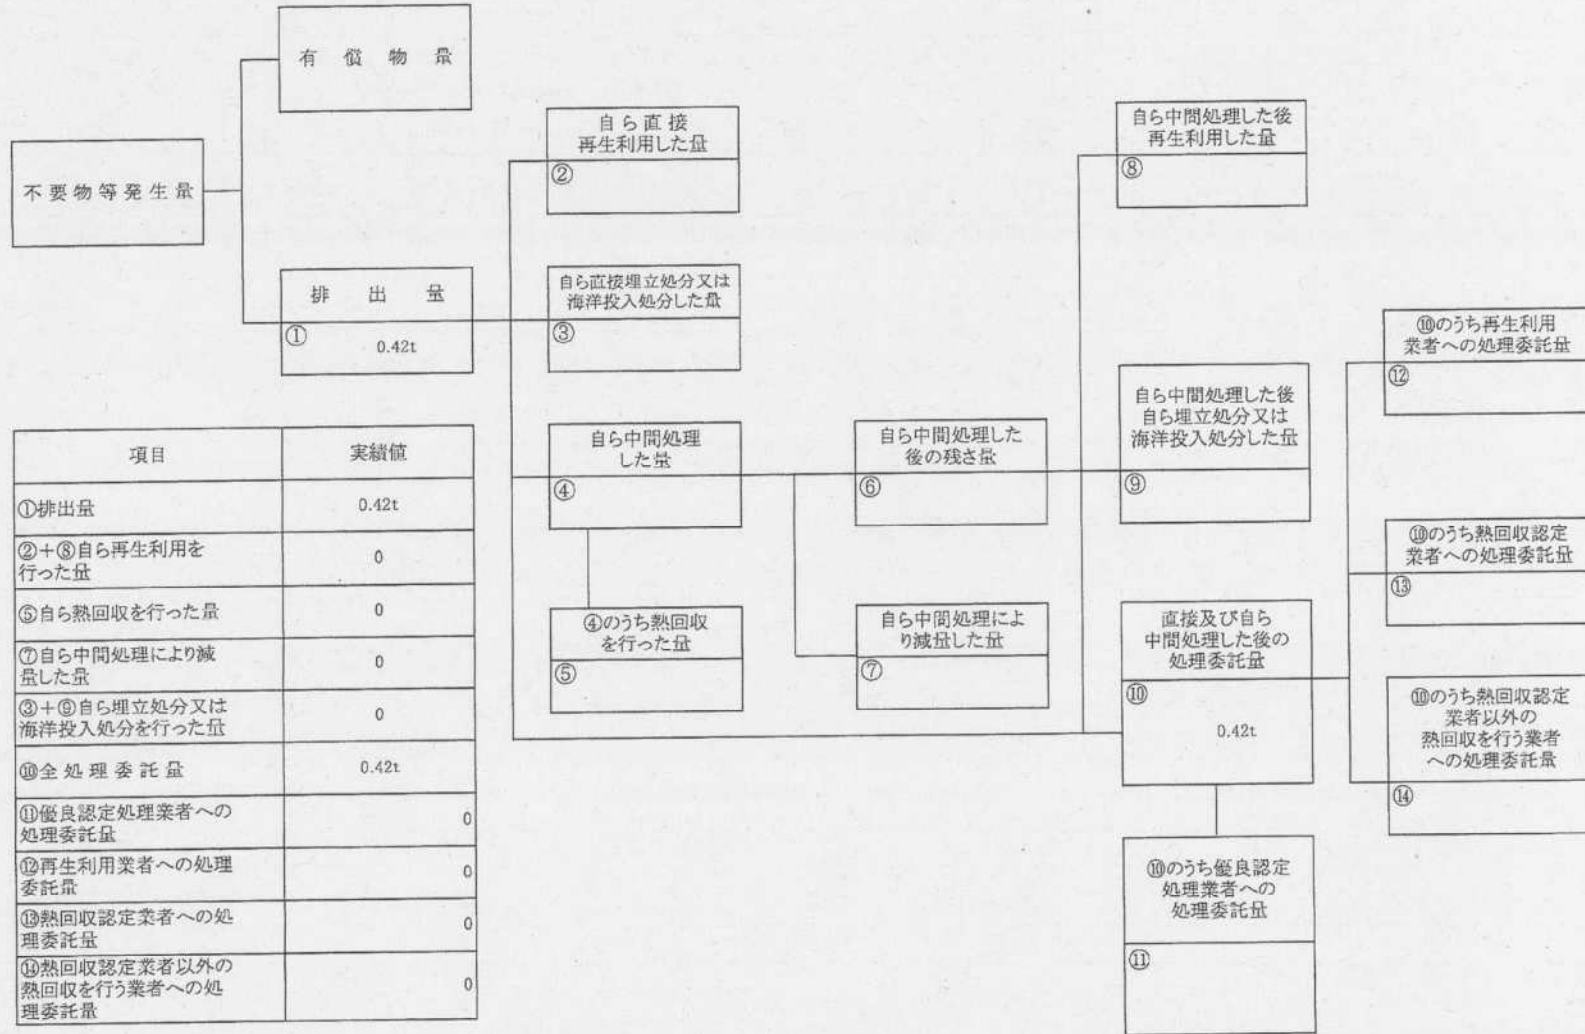 有償物量
不要物等発生量
排出量
①
0.42t
自ら直接
再生利用した量
②
自ら直接埋立処分又は
海洋投入処分した量
③
自ら中間処理
した量
④
④のうち熱回収
を行った量
⑤
自ら中間処理した
後の残さ量
⑥
自ら中間処理によ
り減量した量
⑦
自ら中間処理した後
再生利用した量
⑧
自ら中間処理した後
自ら埋立処分又は
海洋投入処分した量
⑨
直接及び自ら
中間処理した後の
処理委託量
⑩
0.42t
⑩のうち優良認定
処理業者への
処理委託量
⑪
⑩のうち再生利用
業者への処理委託量
⑫
⑩のうち熱回収認定
業者への処理委託量
⑬
⑩のうち熱回収認定
業者以外の
熱回収を行う業者
への処理委託量
⑭
項目 実績値
①排出量 0.42t
②+⑧自ら再生利用を
行った量 0
⑤自ら熱回収を行った量 0
⑦自ら中間処理により減
量した量 0
③+⑨自ら埋立処分又は
海洋投入処分を行った量 0
⑩全処理委託量 0.42t
⑪優良認定処理業者への
処理委託量 0
⑫再生利用業者への処理
委託量 0
⑬熱回収認定業者への処
理委託量 0
⑭熱回収認定業者以外の
熱回収を行う業者への処
理委託量 0